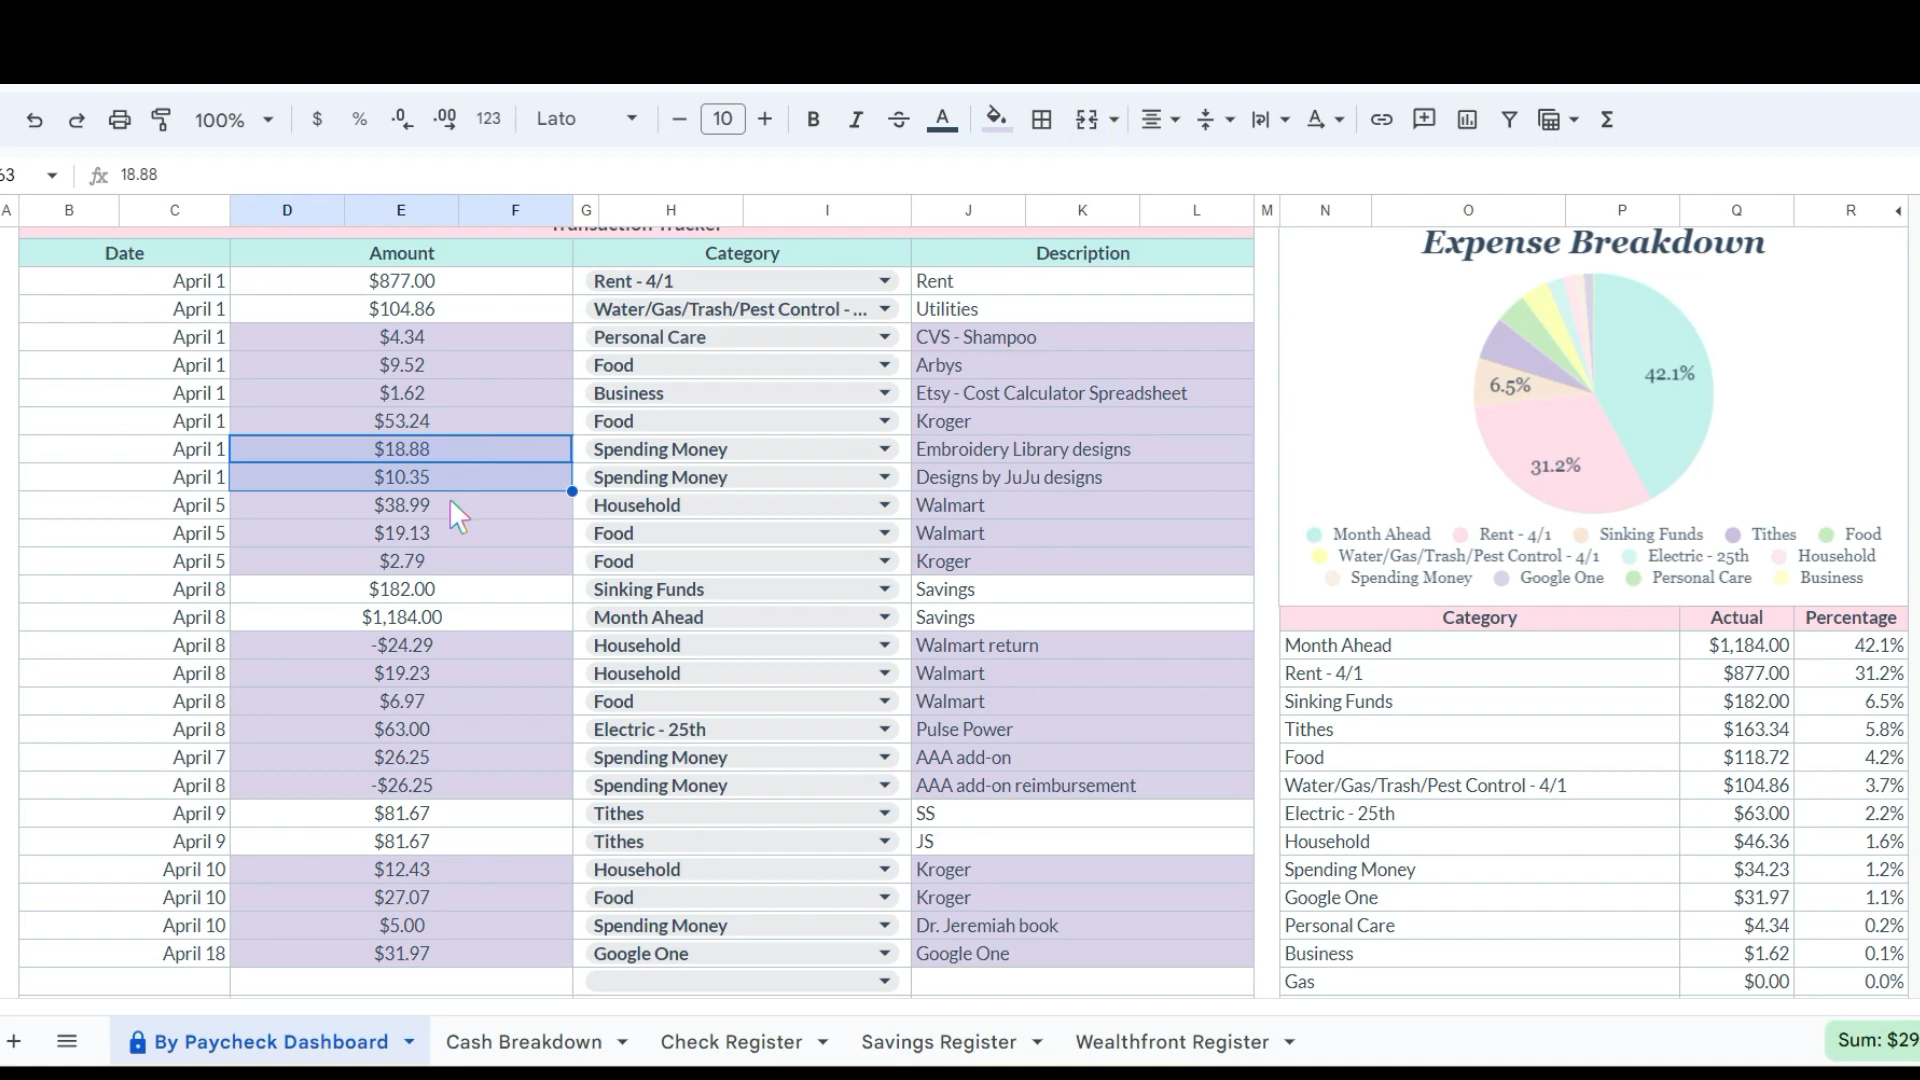 100% $ % .0 .00 123 Lato 10 B I A A Σ
63 fx 18.88
A B C D E F G H I J K L M N O P Q R
Transaction Tracker
Date Amount Category Description
April 1 $877.00 Rent - 4/1 Rent
April 1 $104.86 Water/Gas/Trash/Pest Control - ... Utilities
April 1 $4.34 Personal Care CVS - Shampoo
April 1 $9.52 Food Arbys
April 1 $1.62 Business Etsy - Cost Calculator Spreadsheet
April 1 $53.24 Food Kroger
April 1 $18.88 Spending Money Embroidery Library designs
April 1 $10.35 Spending Money Designs by JuJu designs
April 5 $38.99 Household Walmart
April 5 $19.13 Food Walmart
April 5 $2.79 Food Kroger
April 8 $182.00 Sinking Funds Savings
April 8 $1,184.00 Month Ahead Savings
April 8 -$24.29 Household Walmart return
April 8 $19.23 Household Walmart
April 8 $6.97 Food Walmart
April 8 $63.00 Electric - 25th Pulse Power
April 7 $26.25 Spending Money AAA add-on
April 8 -$26.25 Spending Money AAA add-on reimbursement
April 9 $81.67 Tithes SS
April 9 $81.67 Tithes JS
April 10 $12.43 Household Kroger
April 10 $27.07 Food Kroger
April 10 $5.00 Spending Money Dr. Jeremiah book
April 18 $31.97 Google One Google One
Expense Breakdown
42.1%
6.5%
31.2%
Month Ahead Rent - 4/1 Sinking Funds Tithes Food
Water/Gas/Trash/Pest Control - 4/1 Electric - 25th Household
Spending Money Google One Personal Care Business
Category Actual Percentage
Month Ahead $1,184.00 42.1%
Rent - 4/1 $877.00 31.2%
Sinking Funds $182.00 6.5%
Tithes $163.34 5.8%
Food $118.72 4.2%
Water/Gas/Trash/Pest Control - 4/1 $104.86 3.7%
Electric - 25th $63.00 2.2%
Household $46.36 1.6%
Spending Money $34.23 1.2%
Google One $31.97 1.1%
Personal Care $4.34 0.2%
Business $1.62 0.1%
Gas $0.00 0.0%
By Paycheck Dashboard Cash Breakdown Check Register Savings Register Wealthfront Register Sum: $29